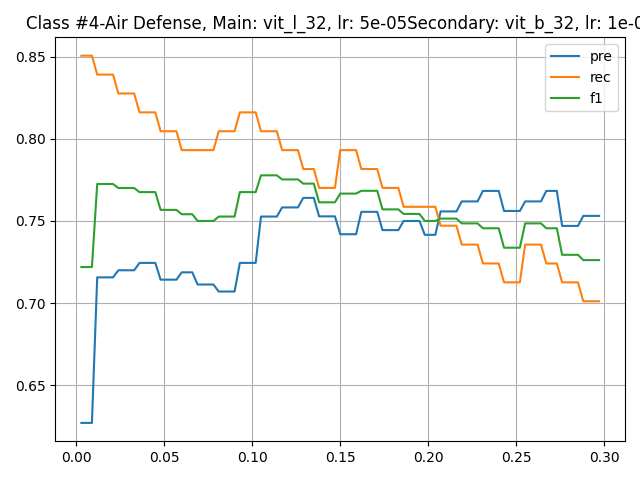 Class #4-Air Defense, Main: vit_l_32, lr: 5e-05Secondary: vit_b_32, lr: 1e-0
pre
rec
f1
0.85
0.80
0.75
0.70
0.65
0.00 0.05 0.10 0.15 0.20 0.25 0.30